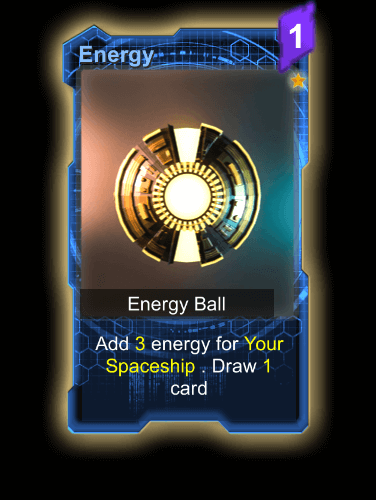 1
Energy
Energy Ball
Add 3 energy for Your
Spaceship . Draw 1
card